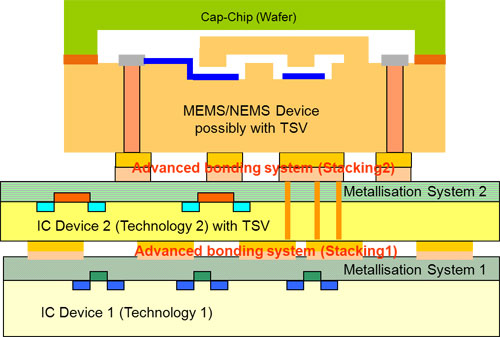 Cap-Chip (Wafer)
MEMS/NEMS Device
possibly with TSV
Advanced bonding system (Stacking2)
Metallisation System 2
IC Device 2 (Technology 2) with TSV
Advanced bonding system (Stacking1)
Metallisation System 1
IC Device 1 (Technology 1)